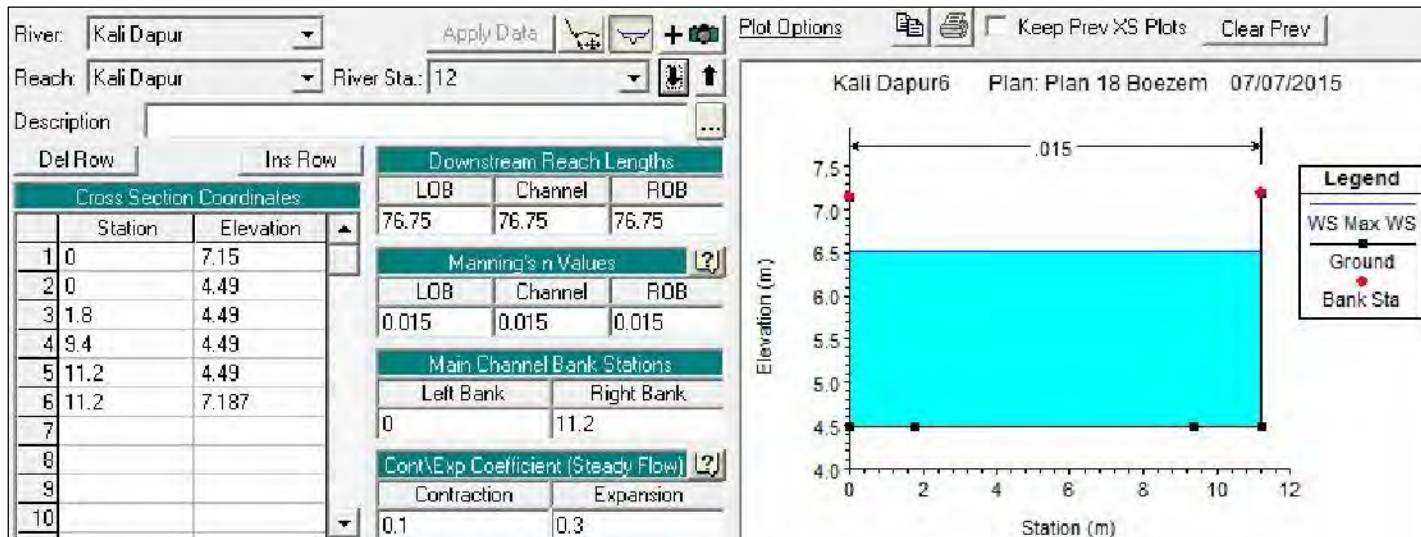 River: Kali Dapur Apply Data +
Reach: Kali Dapur River Sta.: 12
Description ...
Del Row Ins Row
Cross Section Coordinates
Station Elevation
1 0 7.15
2 0 4.49
3 1.8 4.49
4 9.4 4.49
5 11.2 4.49
6 11.2 7.187
7
8
9
10
Downstream Reach Lengths
LOB Channel ROB
76.75 76.75 76.75
Manning's n Values ?
LOB Channel ROB
0.015 0.015 0.015
Main Channel Bank Stations
Left Bank Right Bank
0 11.2
Cont\Exp Coefficient (Steady Flow) ?
Contraction Expansion
0.1 0.3
Plot Options Keep Prev XS Plots Clear Prev
Kali Dapur6 Plan: Plan 18 Boezem 07/07/2015
.015
7.5
7.0
6.5
6.0
5.5
5.0
4.5
4.0
Elevation (m)
0 2 4 6 8 10 12
Station (m)
Legend
WS Max WS
Ground
Bank Sta